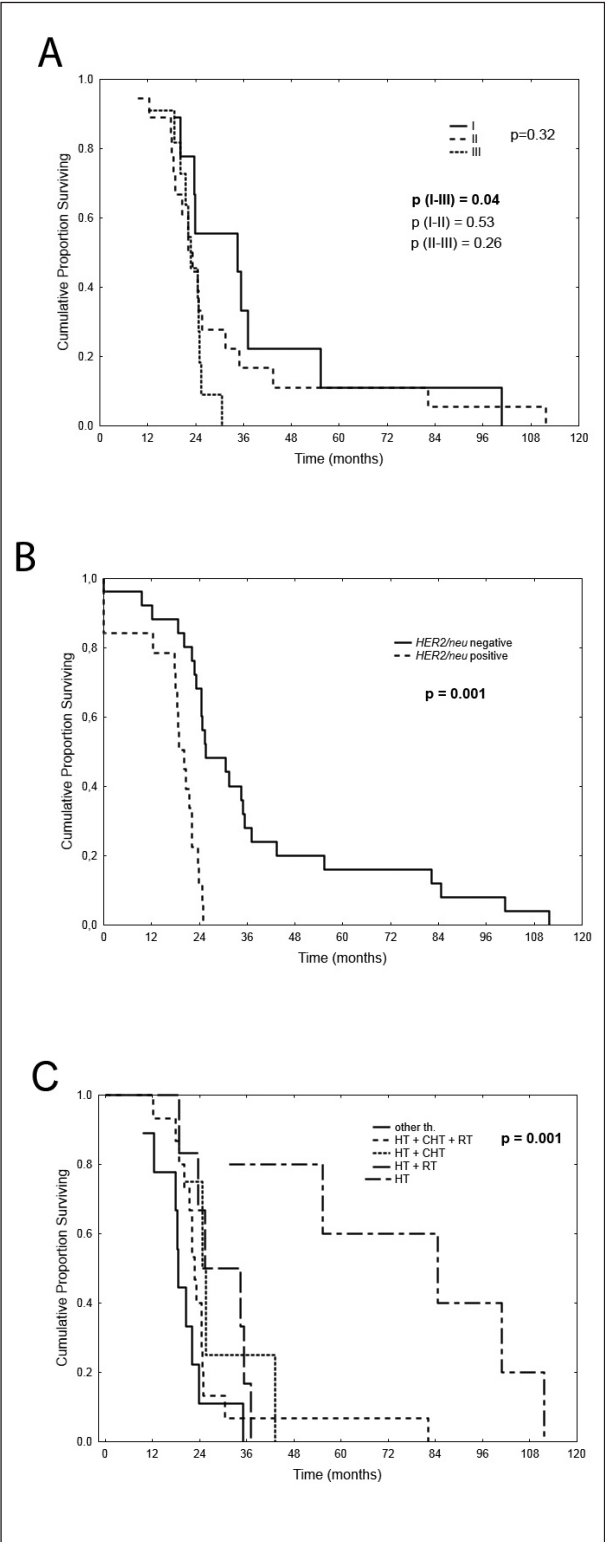 A
1.0
0.8
0.6
0.4
0.2
0.0
Cumulative Proportion Surviving
I
II
III
p=0.32
p (I-III) = 0.04
p (I-II) = 0.53
p (II-III) = 0.26
0 12 24 36 48 60 72 84 96 108 120
Time (months)
B
1,0
0,8
0,6
0,4
0,2
0,0
Cumulative Proportion Surviving
HER2/neu negative
HER2/neu positive
p = 0.001
0 12 24 36 48 60 72 84 96 108 120
Time (months)
C
1.0
0.8
0.6
0.4
0.2
0.0
Cumulative Proportion Surviving
other th.
HT + CHT + RT
HT + CHT
HT + RT
HT
p = 0.001
0 12 24 36 48 60 72 84 96 108 120
Time (months)